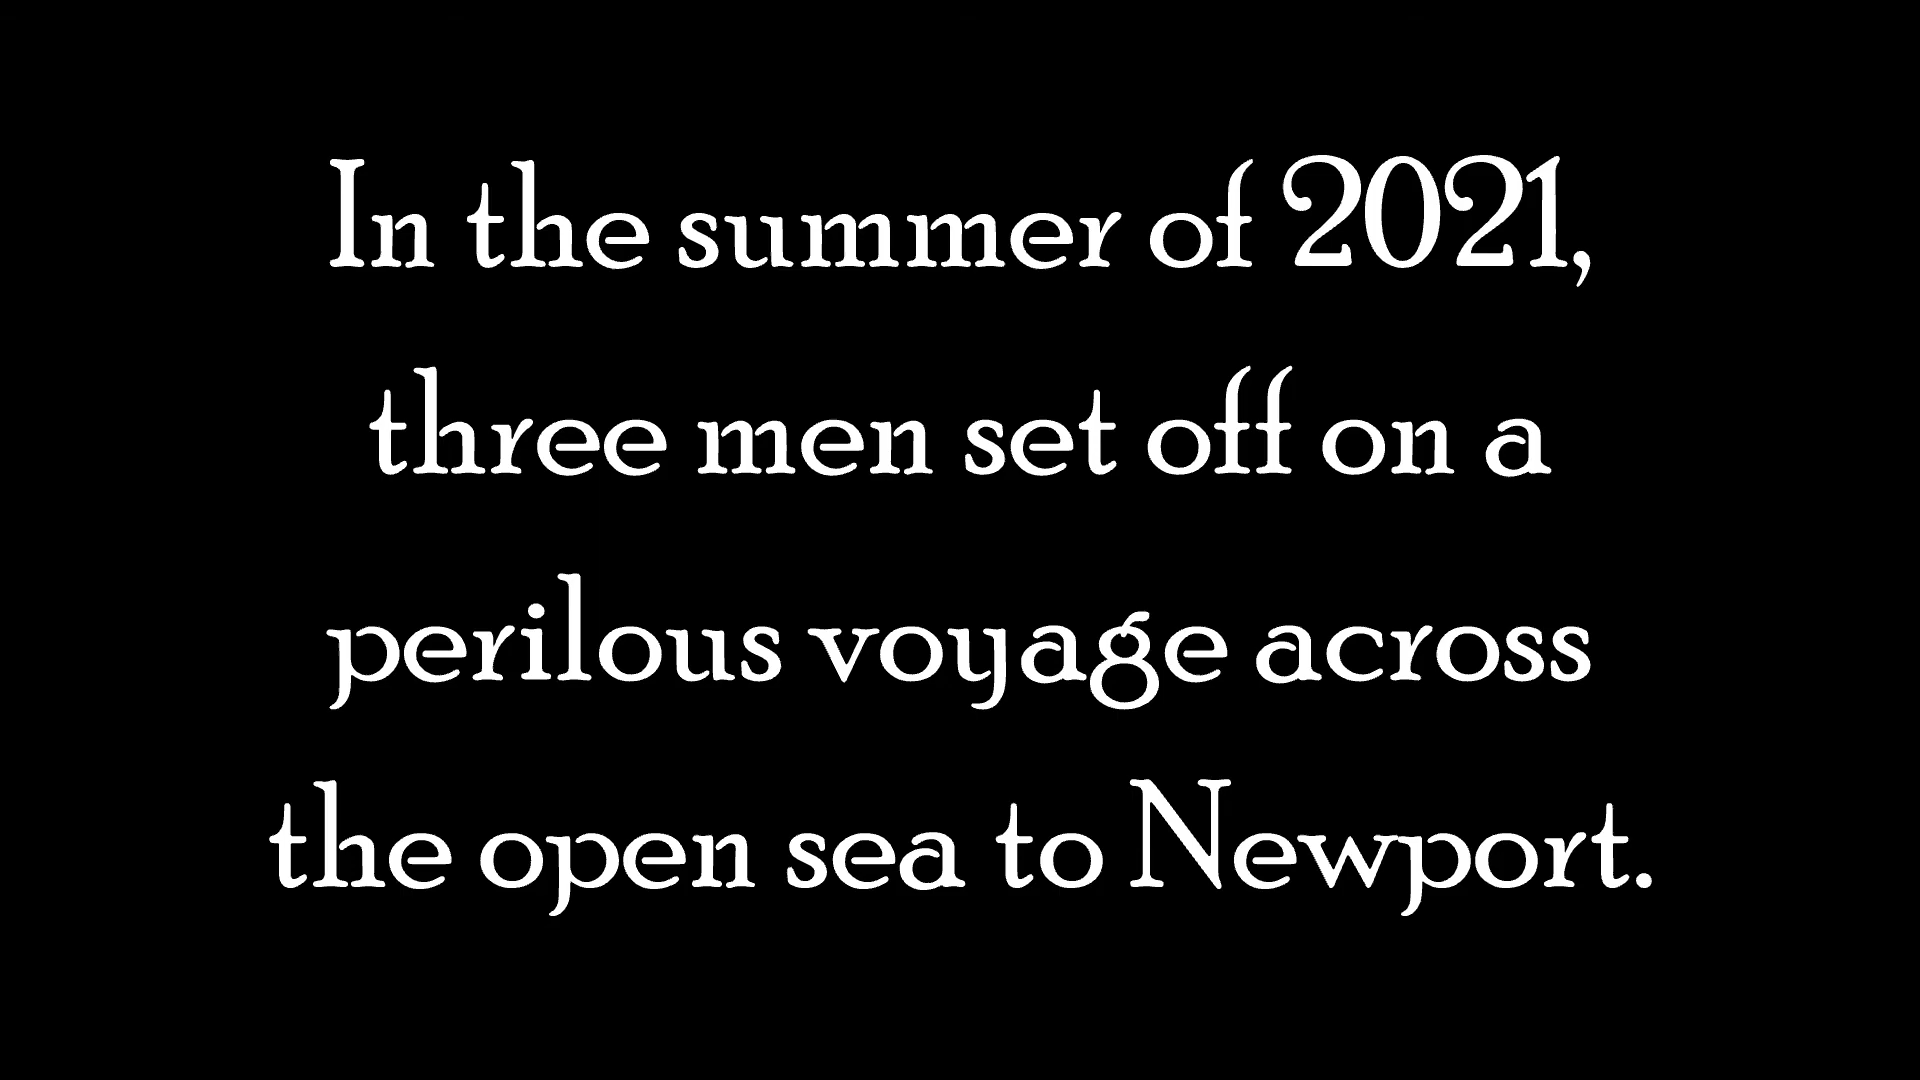 In the summer of 2021,
three men set off on a
perilous voyage across
the open sea to Newport.